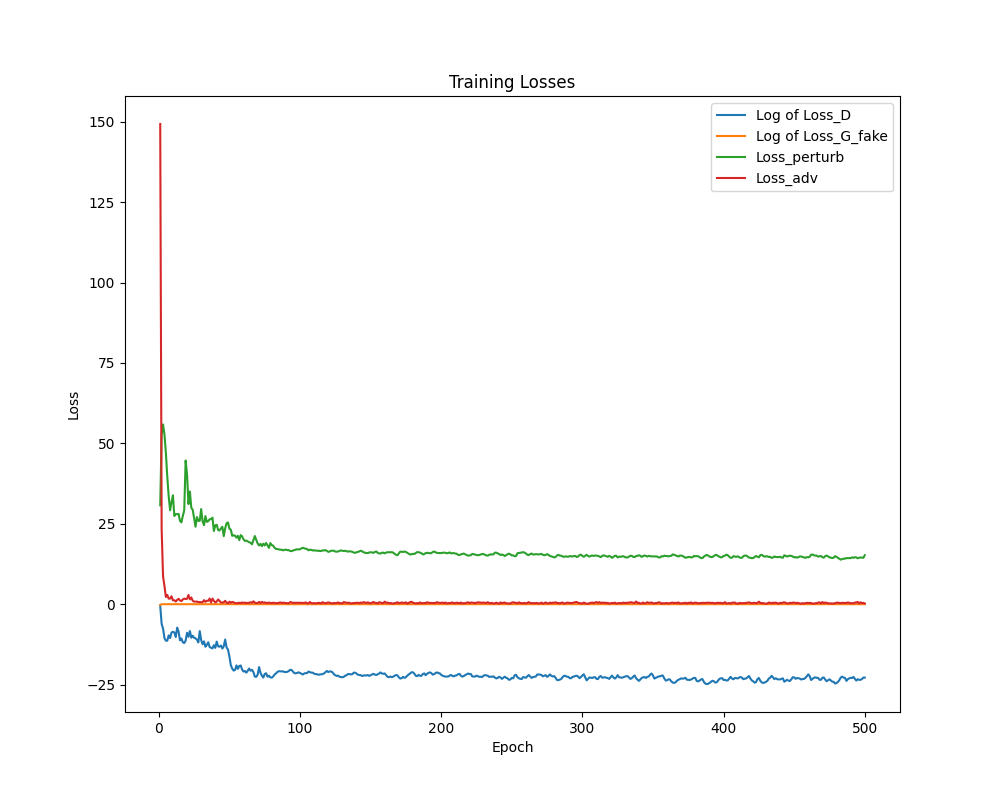 Training Losses
Log of Loss_D
Log of Loss_G_fake
Loss_perturb
Loss_adv
150
125
100
75
50
25
0
−25
Loss
0 100 200 300 400 500
Epoch